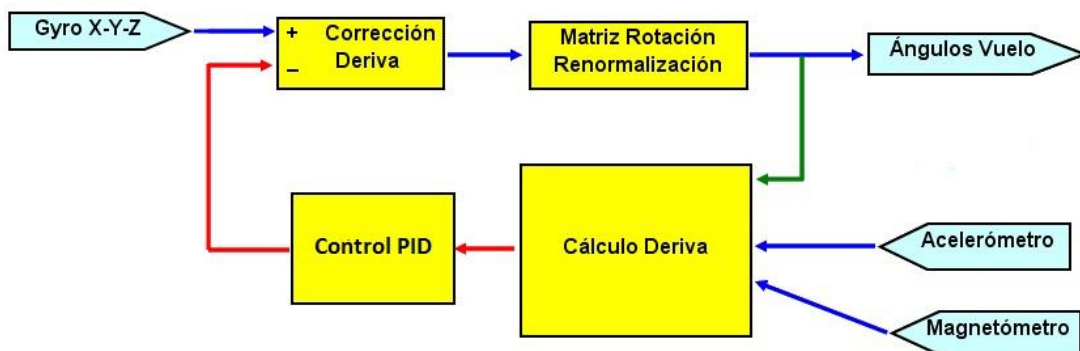 Gyro X-Y-Z
+ Corrección
– Deriva
Matriz Rotación
Renormalización
Ángulos Vuelo
Control PID
Cálculo Deriva
Acelerómetro
Magnetómetro